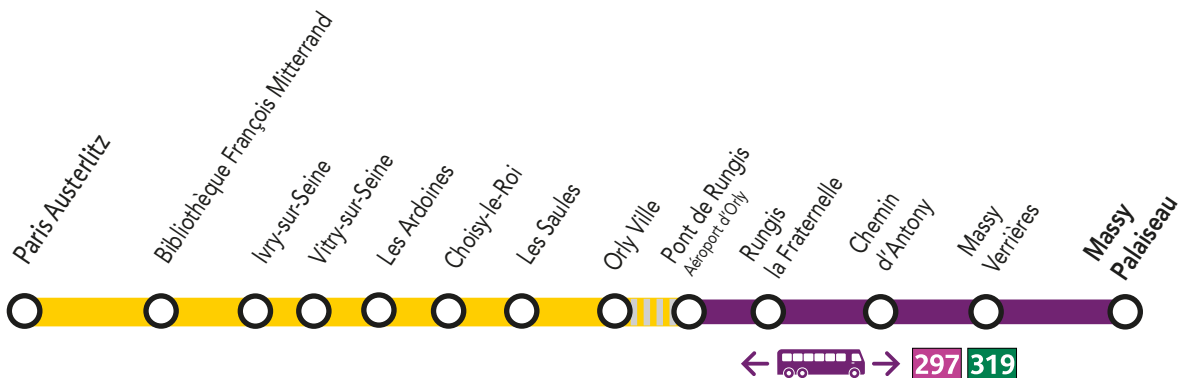 Paris Austerlitz
Bibliothèque François Mitterrand
Ivry-sur-Seine
Vitry-sur-Seine
Les Ardoines
Choisy-le-Roi
Les Saules
Orly Ville
Pont de Rungis
Aéroport d'Orly
Rungis
la Fraternelle
Chemin
d'Antony
Massy
Verrières
Massy
Palaiseau
297 319